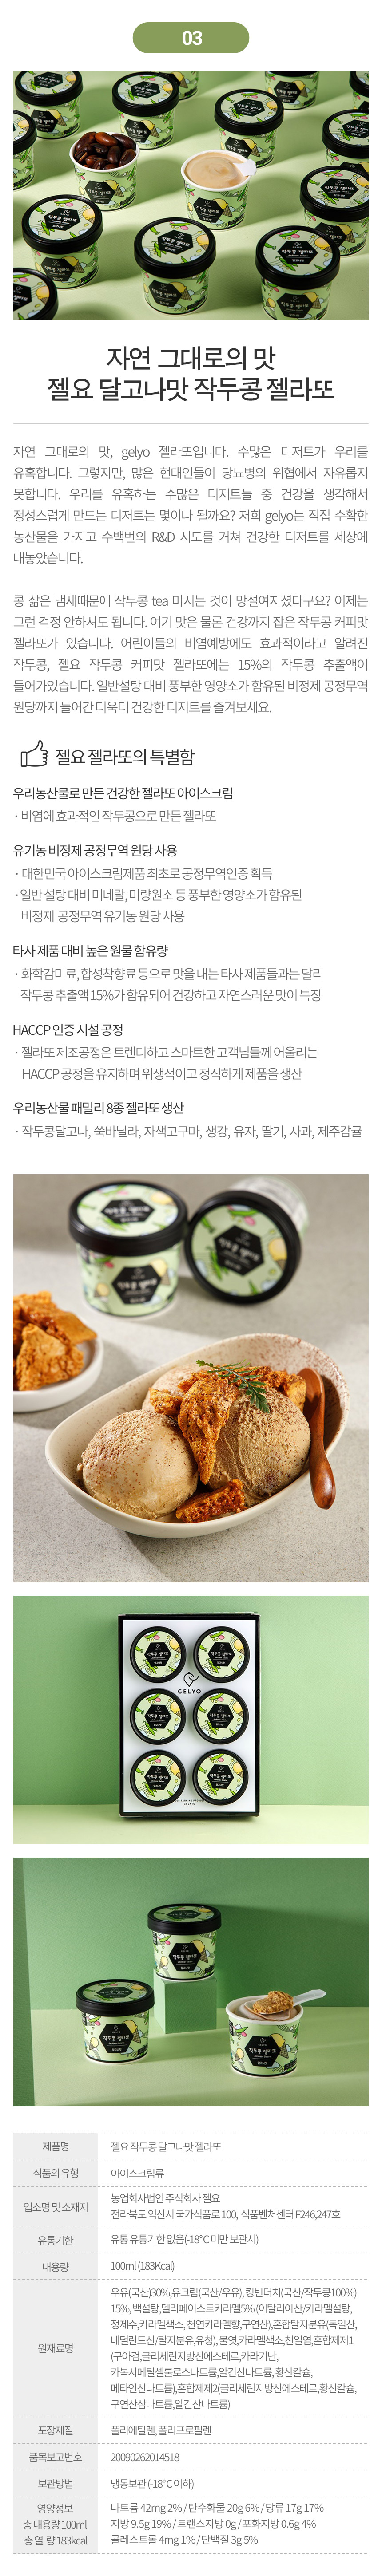 03
자연 그대로의 맛
젤요 달고나맛 작두콩 젤라또
자연 그대로의 맛, gelyo 젤라또입니다. 수많은 디저트가 우리를
유혹합니다. 그렇지만, 많은 현대인들이 당뇨병의 위협에서 자유롭지
못합니다. 우리를 유혹하는 수많은 디저트들 중 건강을 생각해서
정성스럽게 만드는 디저트는 몇이나 될까요? 저희 gelyo는 직접 수확한
농산물을 가지고 수백번의 R&D 시도를 거쳐 건강한 디저트를 세상에
내놓았습니다.
콩 삶은 냄새때문에 작두콩 tea 마시는 것이 망설여지셨다구요? 이제는
그런 걱정 안하셔도 됩니다. 여기 맛은 물론 건강까지 잡은 작두콩 커피맛
젤라또가 있습니다. 어린이들의 비염예방에도 효과적이라고 알려진
작두콩, 젤요 작두콩 커피맛 젤라또에는 15%의 작두콩 추출액이
들어가있습니다. 일반설탕 대비 풍부한 영양소가 함유된 비정제 공정무역
원당까지 들어간 더욱더 건강한 디저트를 즐겨보세요.
젤요 젤라또의 특별함
우리농산물로 만든 건강한 젤라또 아이스크림
· 비염에 효과적인 작두콩으로 만든 젤라또
유기농 비정제 공정무역 원당 사용
· 대한민국 아이스크림제품 최초로 공정무역인증 획득
· 일반 설탕 대비 미네랄, 미량원소 등 풍부한 영양소가 함유된
비정제 공정무역 유기농 원당 사용
타사 제품 대비 높은 원물 함유량
· 화학감미료, 합성착향료 등으로 맛을 내는 타사 제품들과는 달리
작두콩 추출액 15%가 함유되어 건강하고 자연스러운 맛이 특징
HACCP 인증 시설 공정
· 젤라또 제조공정은 트렌디하고 스마트한 고객님들께 어울리는
HACCP 공정을 유지하며 위생적이고 정직하게 제품을 생산
우리농산물 패밀리 8종 젤라또 생산
· 작두콩달고나, 쑥바닐라, 자색고구마, 생강, 유자, 딸기, 사과, 제주감귤
작두콩 젤라또
GELYO
제품명 젤요 작두콩 달고나맛 젤라또
식품의 유형 아이스크림류
업소명 및 소재지 농업회사법인 주식회사 젤요
전라북도 익산시 국가식품로 100, 식품벤처센터 F246,247호
유통기한 유통 유통기한 없음(-18°C 미만 보관시)
내용량 100ml (183Kcal)
원재료명 우유(국산)30%,유크림(국산/우유), 킹빈더치(국산/작두콩100%)
15%, 백설탕,델리페이스트카라멜5% (이탈리아산/카라멜설탕,
정제수,카라멜색소, 천연카라멜향,구연산),혼합탈지분유(독일산,
네덜란드산/탈지분유,유청), 물엿,카라멜색소,천일염,혼합제제1
(구아검,글리세린지방산에스테르,카라기난,
카복시메틸셀룰로스나트륨,알긴산나트륨, 황산칼슘,
메타인산나트륨),혼합제제2(글리세린지방산에스테르,황산칼슘,
구연산삼나트륨,알긴산나트륨)
포장재질 폴리에틸렌, 폴리프로필렌
품목보고번호 20090262014518
보관방법 냉동보관 (-18°C 이하)
영양정보
총 내용량 100ml
총 열 량 183kcal
나트륨 42mg 2% / 탄수화물 20g 6% / 당류 17g 17%
지방 9.5g 19% / 트랜스지방 0g / 포화지방 0.6g 4%
콜레스트롤 4mg 1% / 단백질 3g 5%